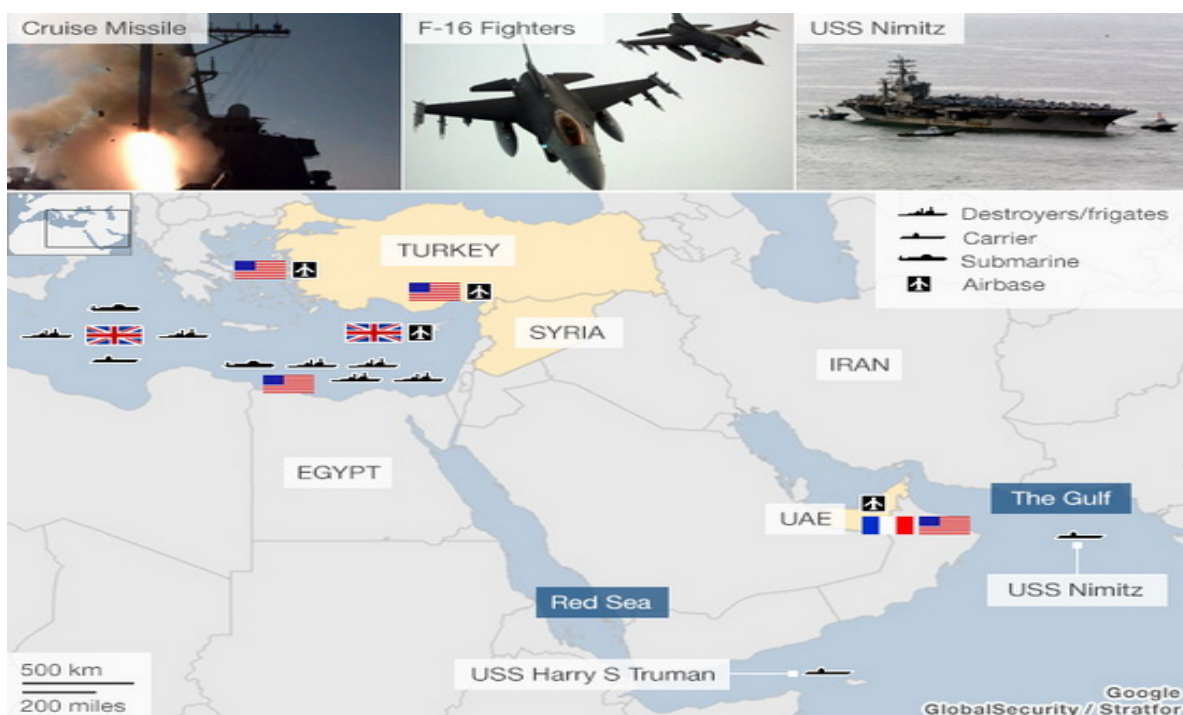 Cruise Missile
F-16 Fighters
USS Nimitz
Destroyers/frigates
Carrier
Submarine
Airbase
TURKEY
SYRIA
IRAN
EGYPT
The Gulf
UAE
USS Nimitz
Red Sea
USS Harry S Truman
500 km
200 miles
Google
GlobalSecurity / Stratfor